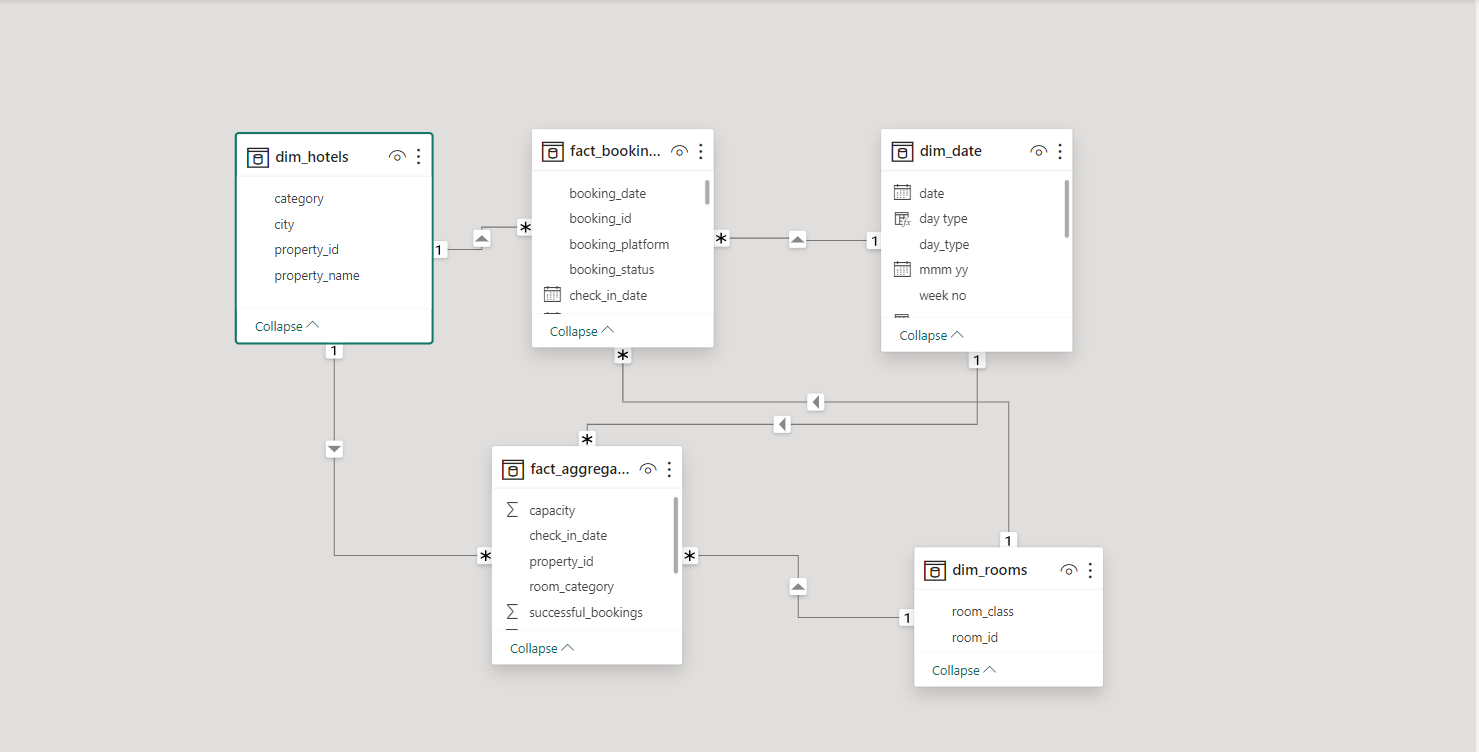 dim_hotels
category
city
property_id
property_name
Collapse
fact_bookin...
booking_date
booking_id
booking_platform
booking_status
check_in_date
Collapse
dim_date
date
day type
day_type
mmm yy
week no
Collapse
1
*
*
1
1
*
1
*
fact_aggrega...
capacity
check_in_date
property_id
room_category
successful_bookings
Collapse
*
*
1
1
dim_rooms
room_class
room_id
Collapse